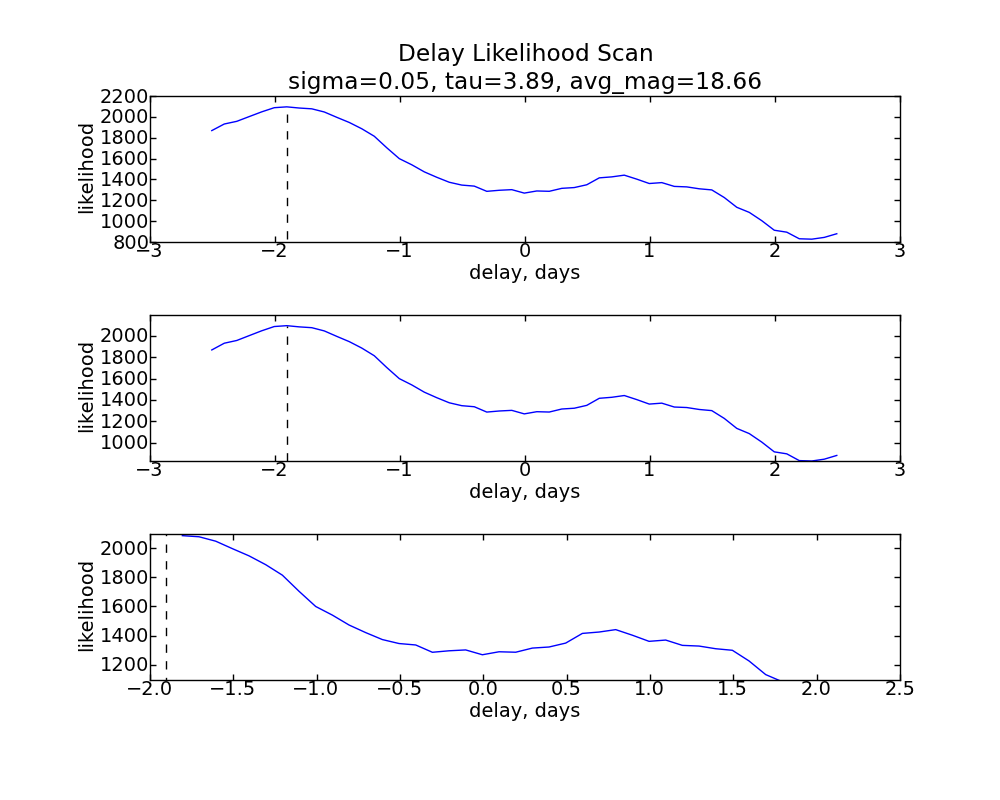 Delay Likelihood Scan
sigma=0.05, tau=3.89, avg_mag=18.66
2200
2000
1800
1600
1400
1200
1000
800
likelihood
−3 −2 −1 0 1 2 3
delay, days
2000
1800
1600
1400
1200
1000
likelihood
−3 −2 −1 0 1 2 3
delay, days
2000
1800
1600
1400
1200
likelihood
−2.0 −1.5 −1.0 −0.5 0.0 0.5 1.0 1.5 2.0 2.5
delay, days